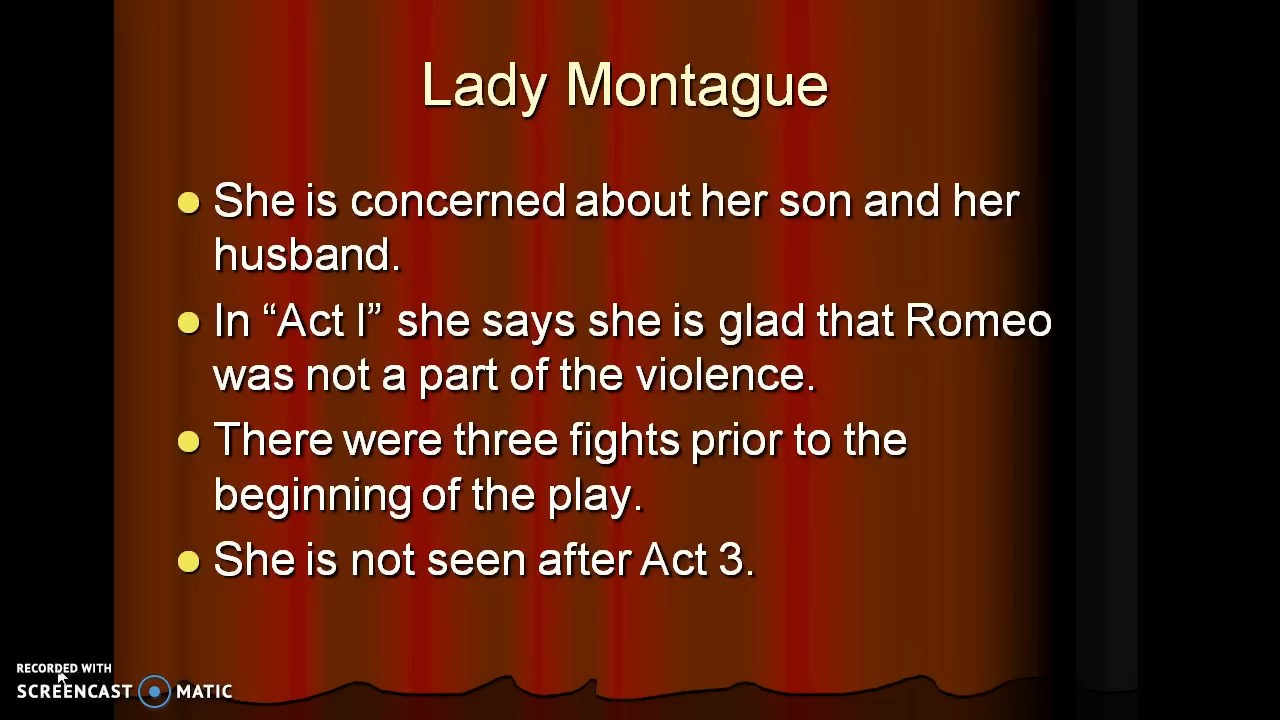 Lady Montague
She is concerned about her son and her
husband.
In “Act I” she says she is glad that Romeo
was not a part of the violence.
There were three fights prior to the
beginning of the play.
She is not seen after Act 3.
RECORDED WITH
SCREENCAST MATIC